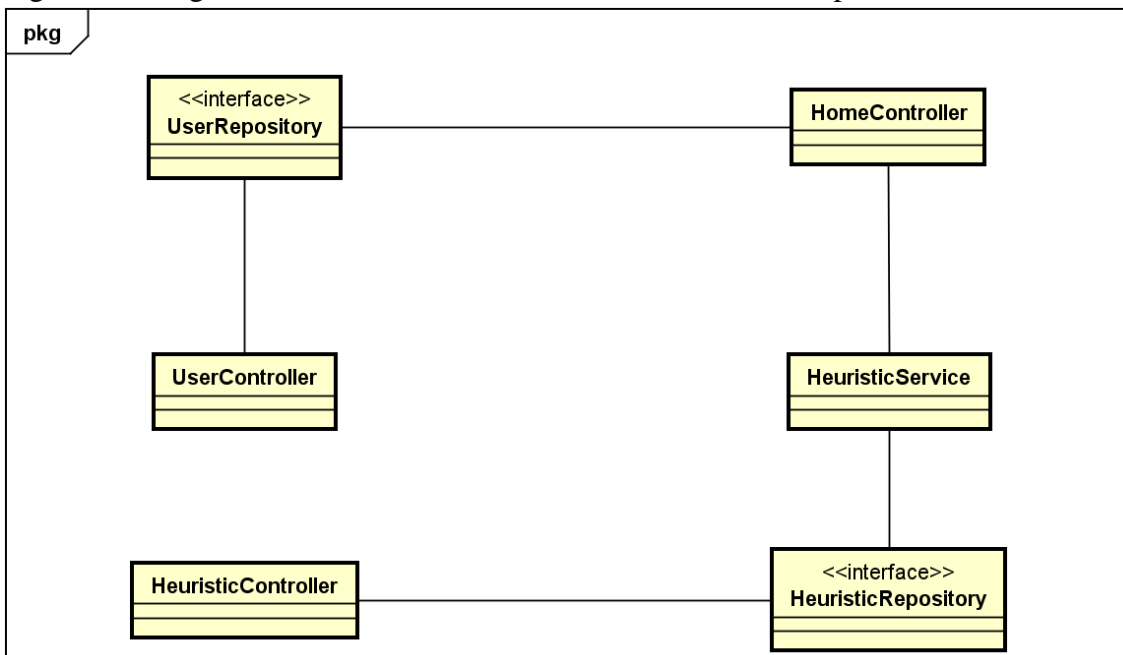 pkg
<<interface>>
UserRepository
HomeController
UserController
HeuristicService
HeuristicController
<<interface>>
HeuristicRepository